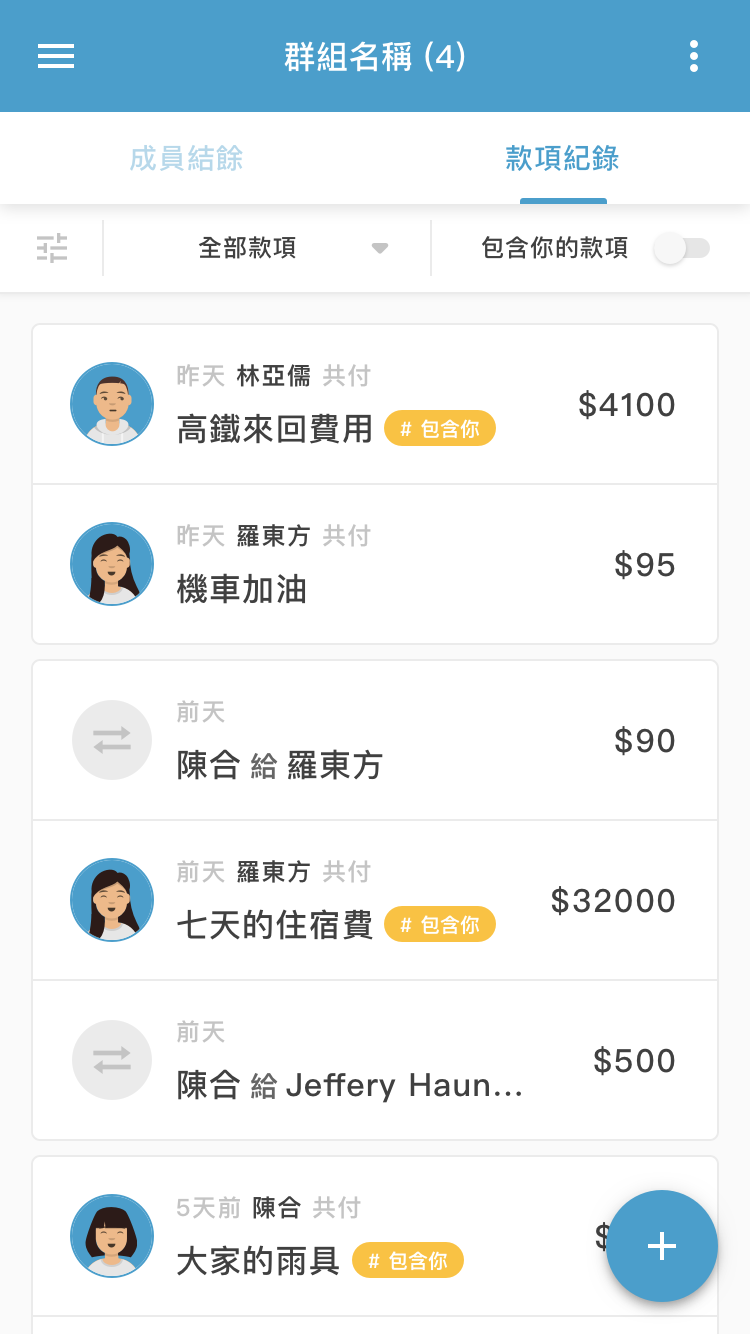 群組名稱 (4)
成員結餘 款項紀錄
全部款項 包含你的款項
昨天 林亞儒 共付
高鐵來回費用 # 包含你 $4100
昨天 羅東方 共付
機車加油 $95
前天
陳合 給 羅東方 $90
前天 羅東方 共付
七天的住宿費 # 包含你 $32000
前天
陳合 給 Jeffery Haun... $500
5天前 陳合 共付
大家的雨具 # 包含你 $